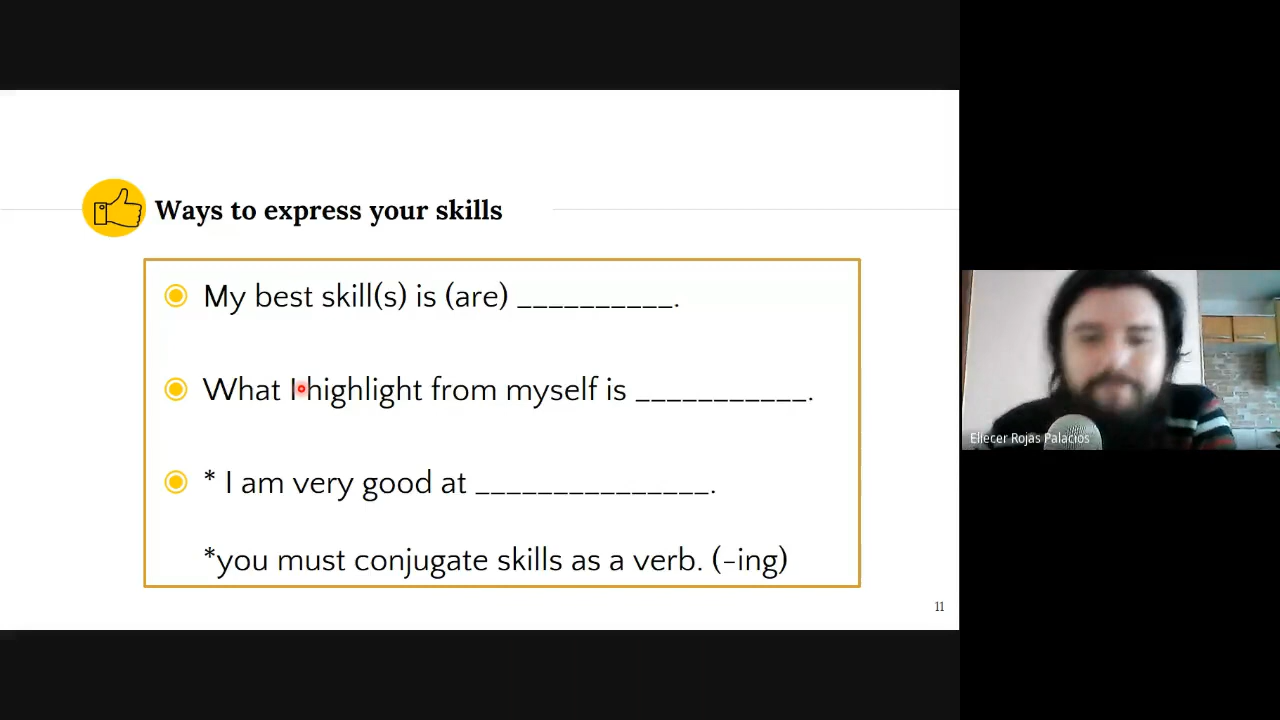 Ways to express your skills
My best skill(s) is (are) __________.
What I highlight from myself is ___________.
* I am very good at _______________.
*you must conjugate skills as a verb. (-ing)
11
Eliecer Rojas Palacios